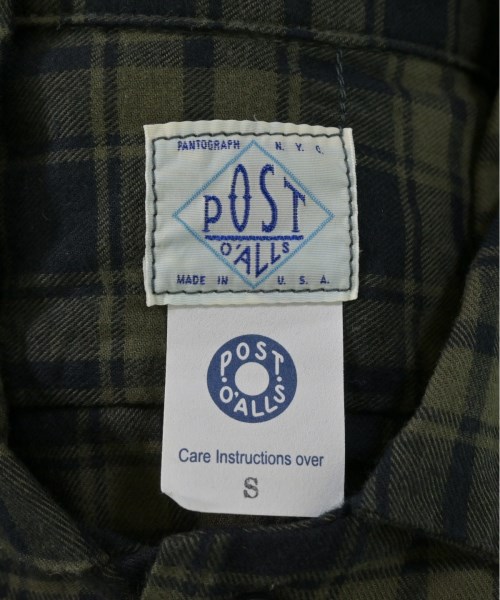 PANTOGRAPH N. Y. C.
POST
O'ALLS
MADE IN U. S. A.
POST
O'ALLS
Care Instructions over
S